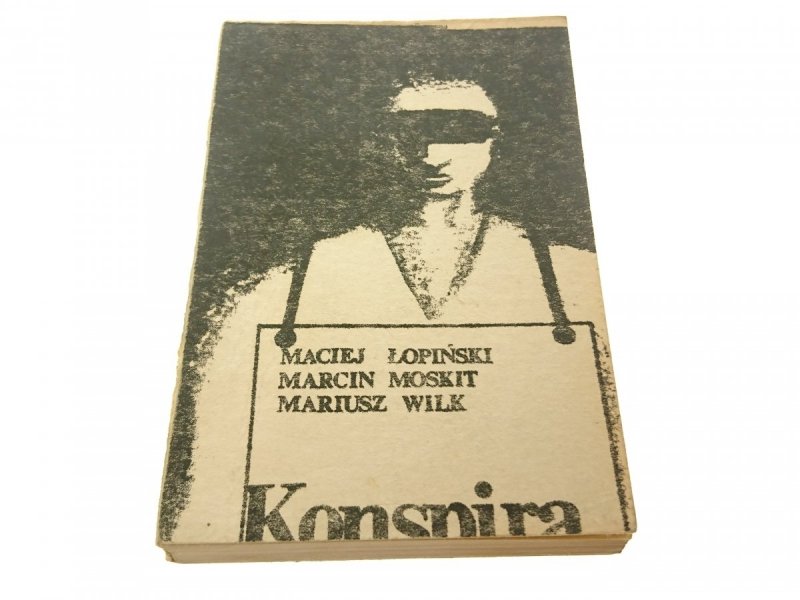 MACIEJ ŁOPIŃSKI
MARCIN MOSKIT
MARIUSZ WILK
Konspira